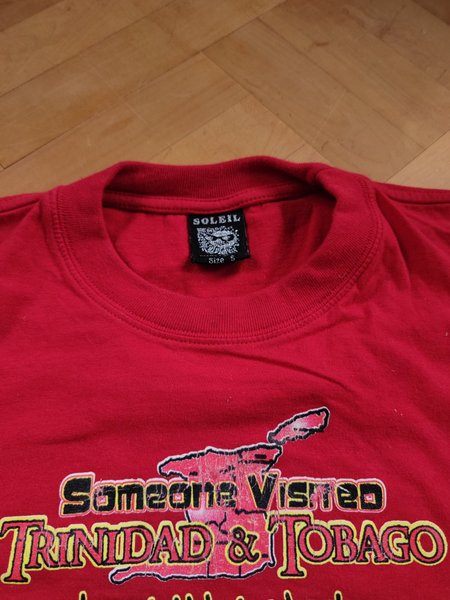 SOLEIL
Size S
Someone Visited
TRINIDAD & TOBAGO